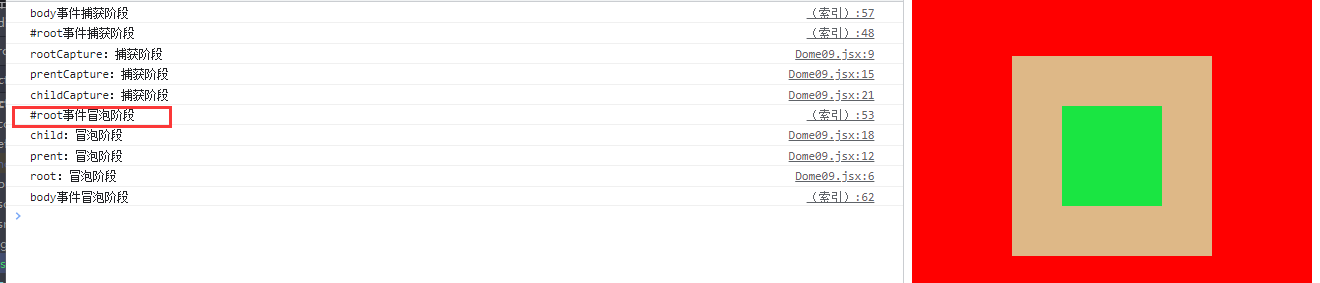 body事件捕获阶段 （索引）:57
#root事件捕获阶段 （索引）:48
rootCapture: 捕获阶段 Dome09.jsx:9
prentCapture: 捕获阶段 Dome09.jsx:15
childCapture: 捕获阶段 Dome09.jsx:21
#root事件冒泡阶段 （索引）:53
child: 冒泡阶段 Dome09.jsx:18
prent: 冒泡阶段 Dome09.jsx:12
root: 冒泡阶段 Dome09.jsx:6
body事件冒泡阶段 （索引）:62